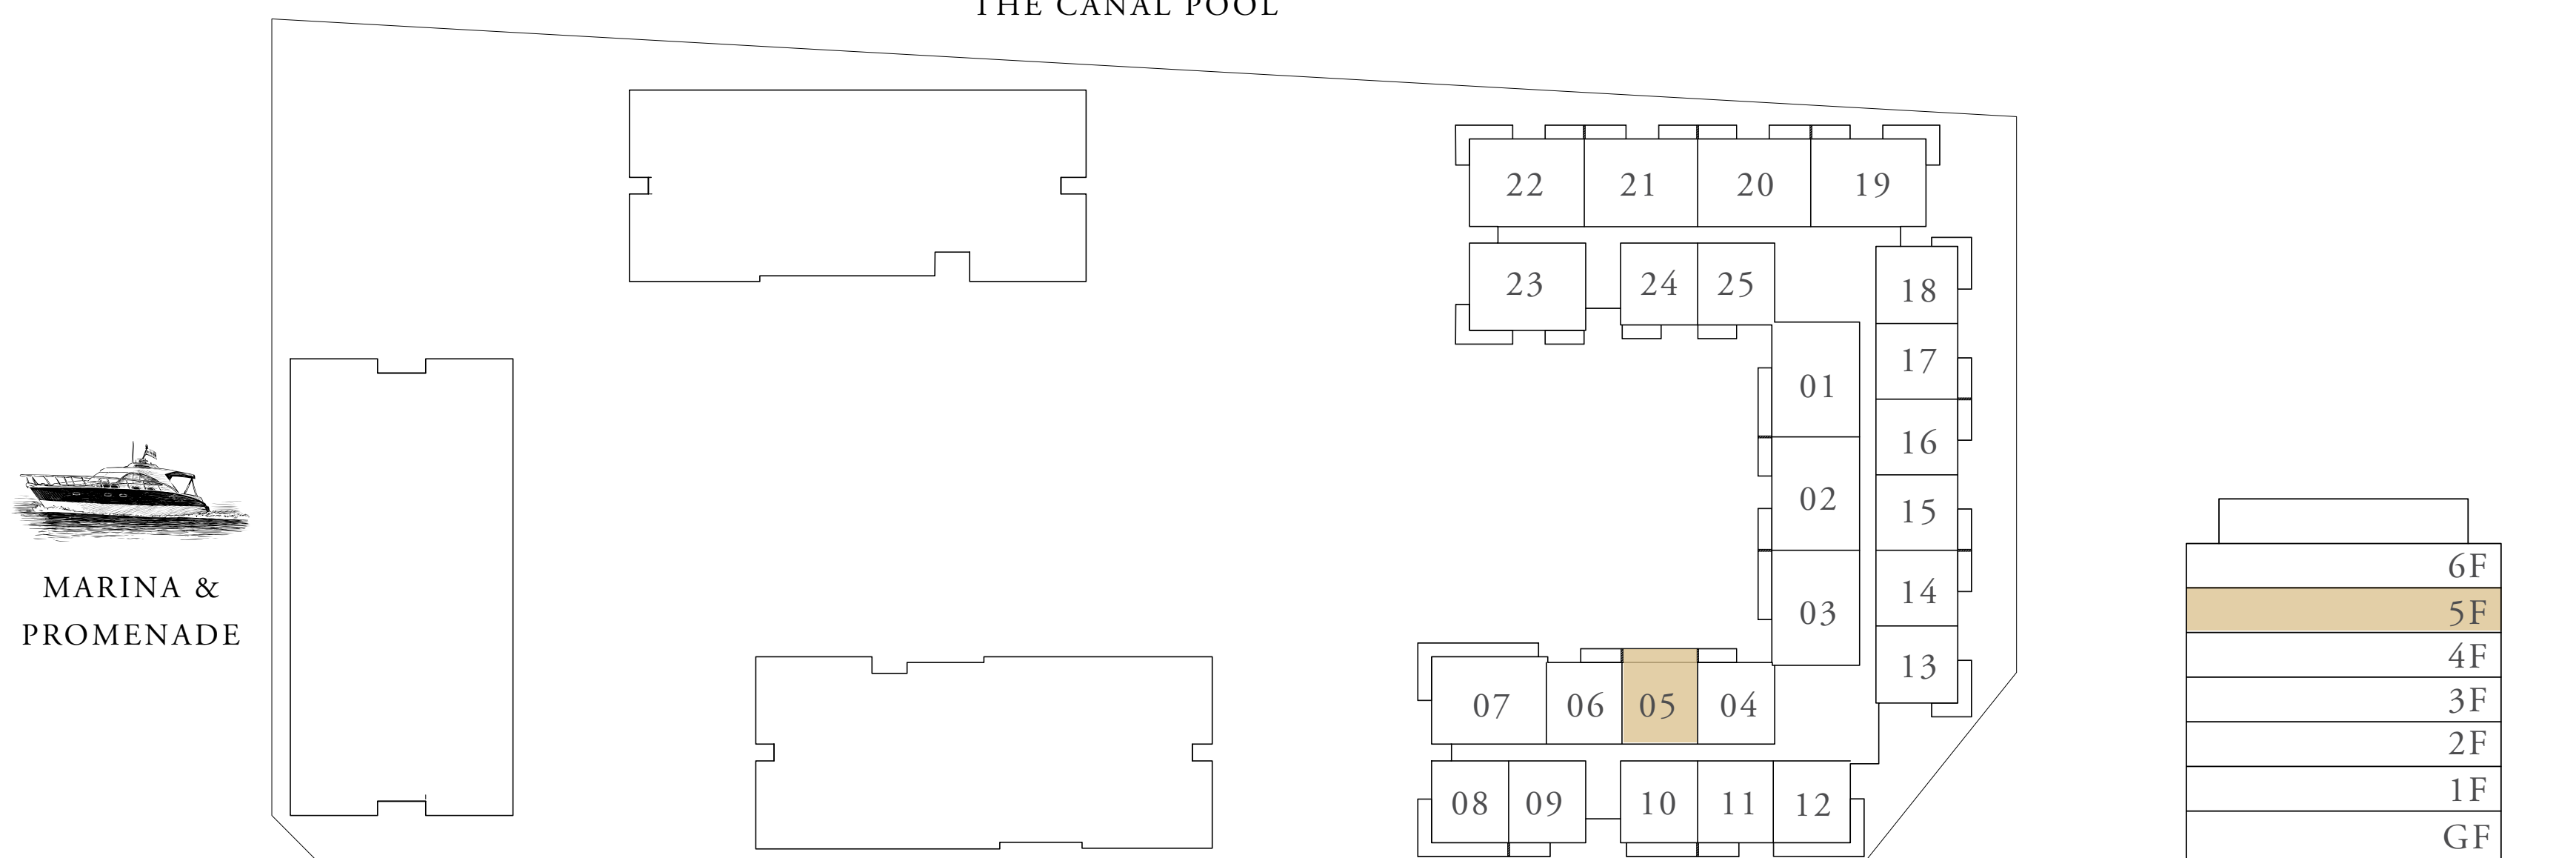 THE CANAL POOL
22 21 20 19
23 24 25
18
17
01
16
02
15
14
03
13
07 06 05 04
08 09 10 11 12
MARINA &
PROMENADE
6F
5F
4F
3F
2F
1F
GF